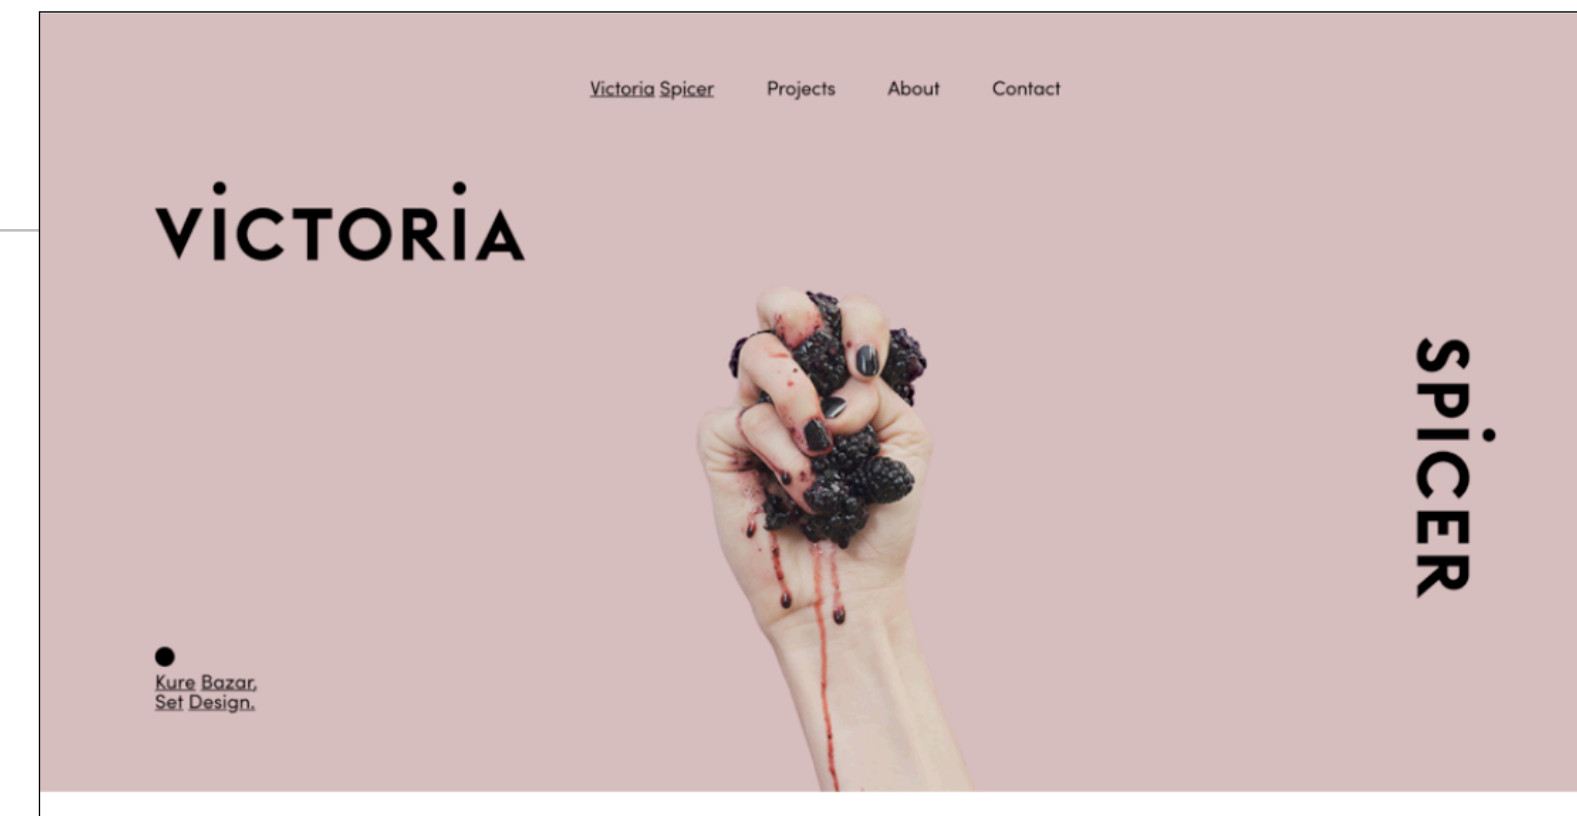 Victoria Spicer Projects About Contact
ViCTORiA
SPiCER
Kure Bazar,
Set Design.